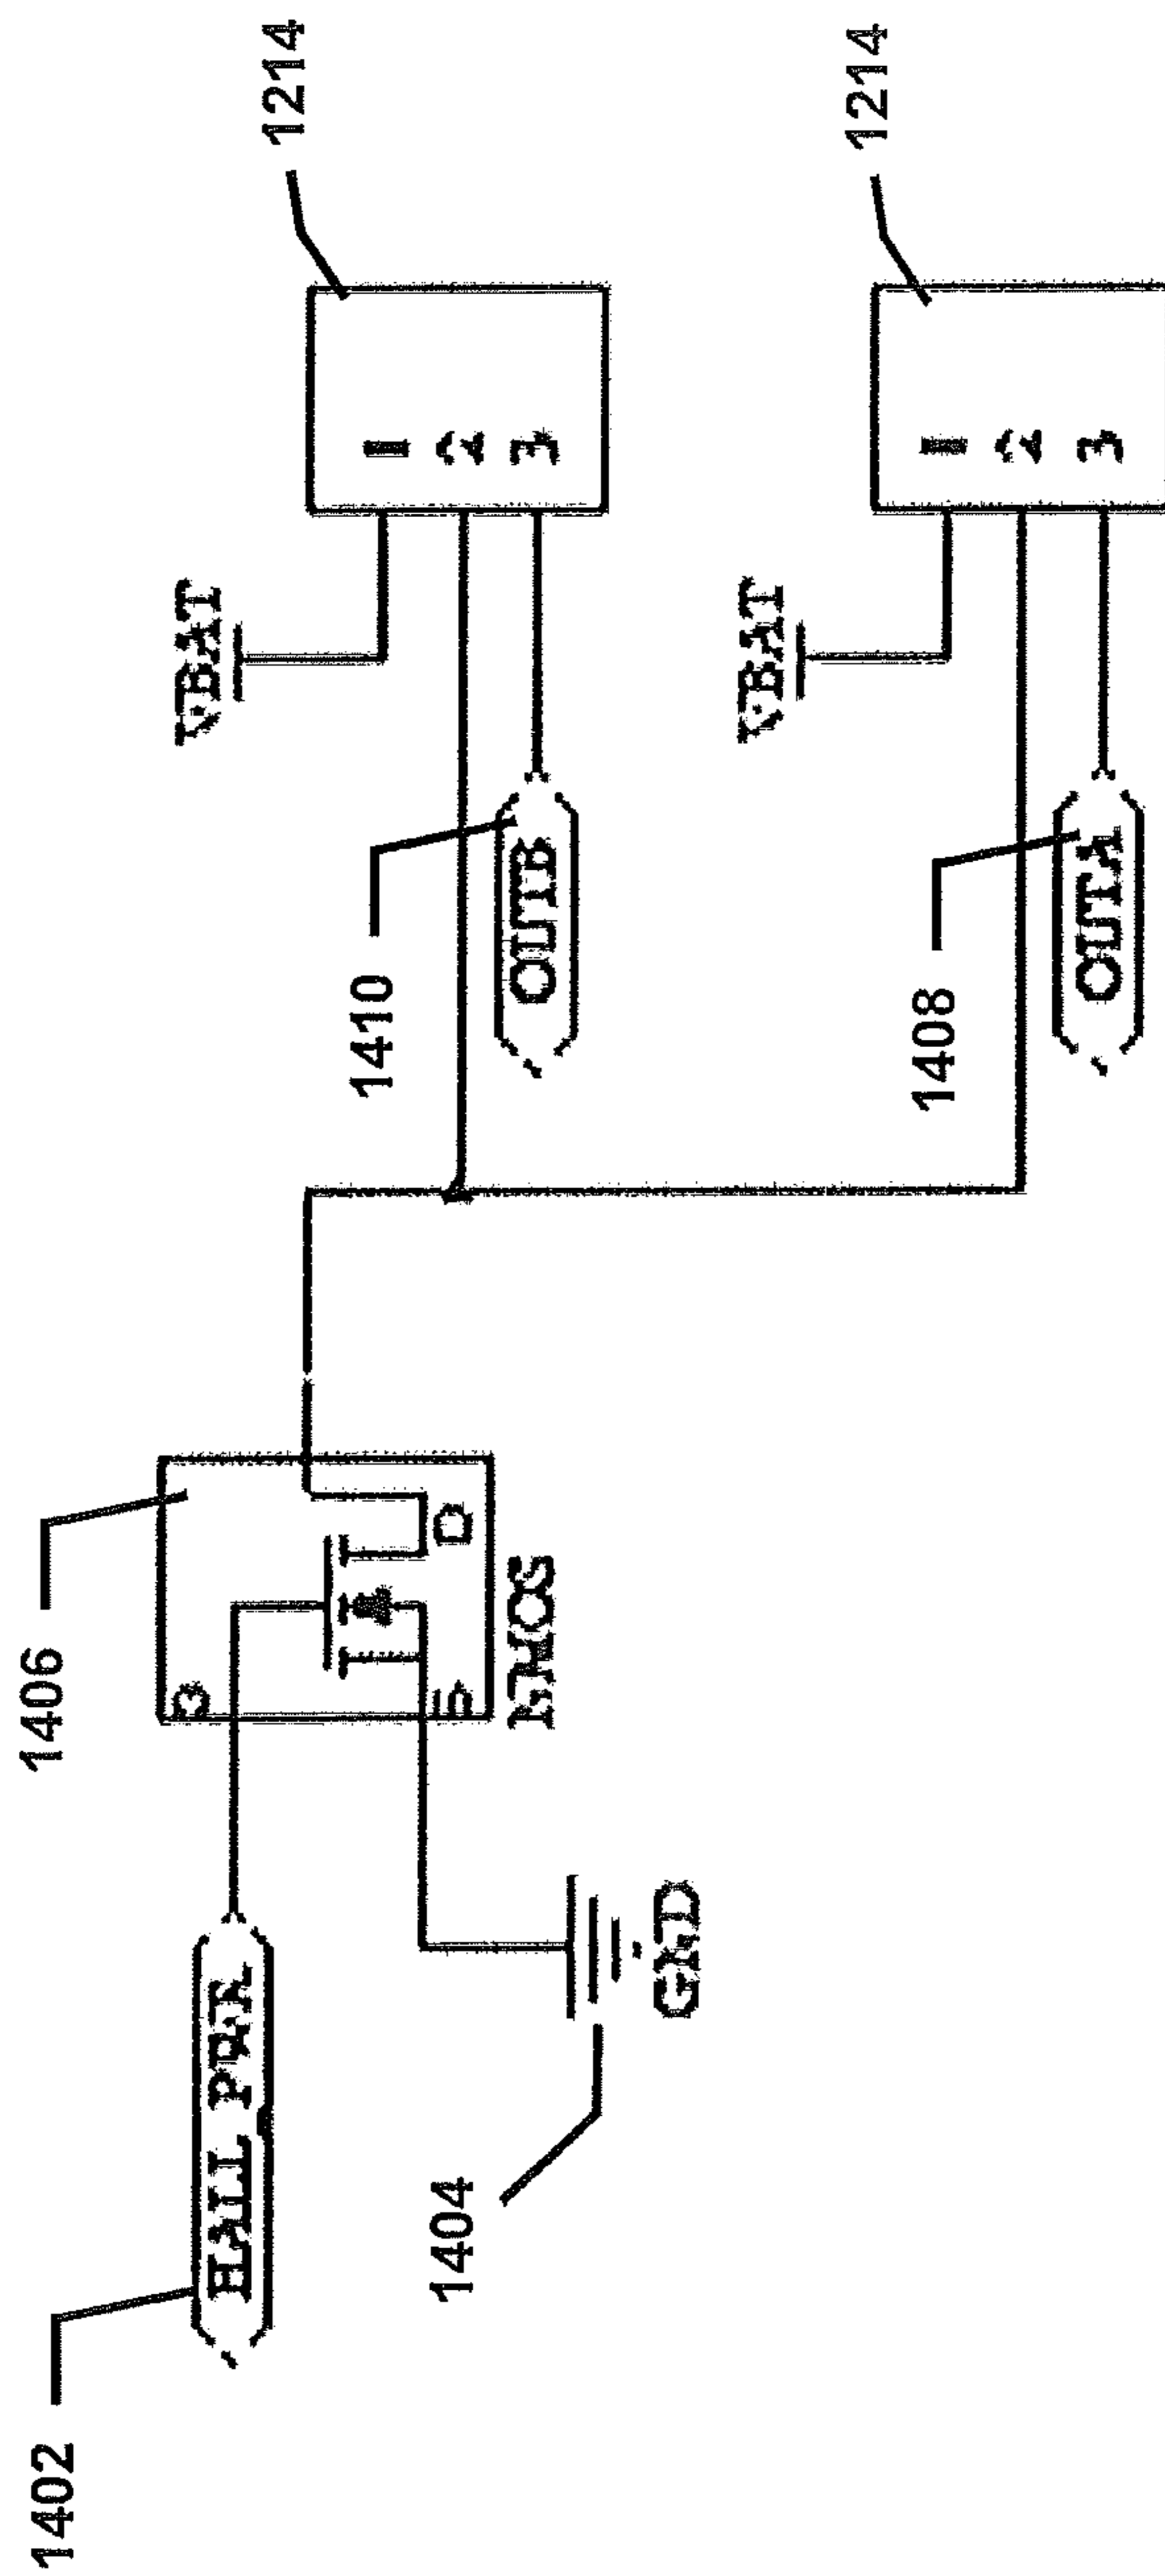 1402
HALL PWR
1404
GND
1406
G
D
NMOS
1410
OUTB
VBAT
1
2
3
1214
1408
OUTA
VBAT
1
2
3
1214